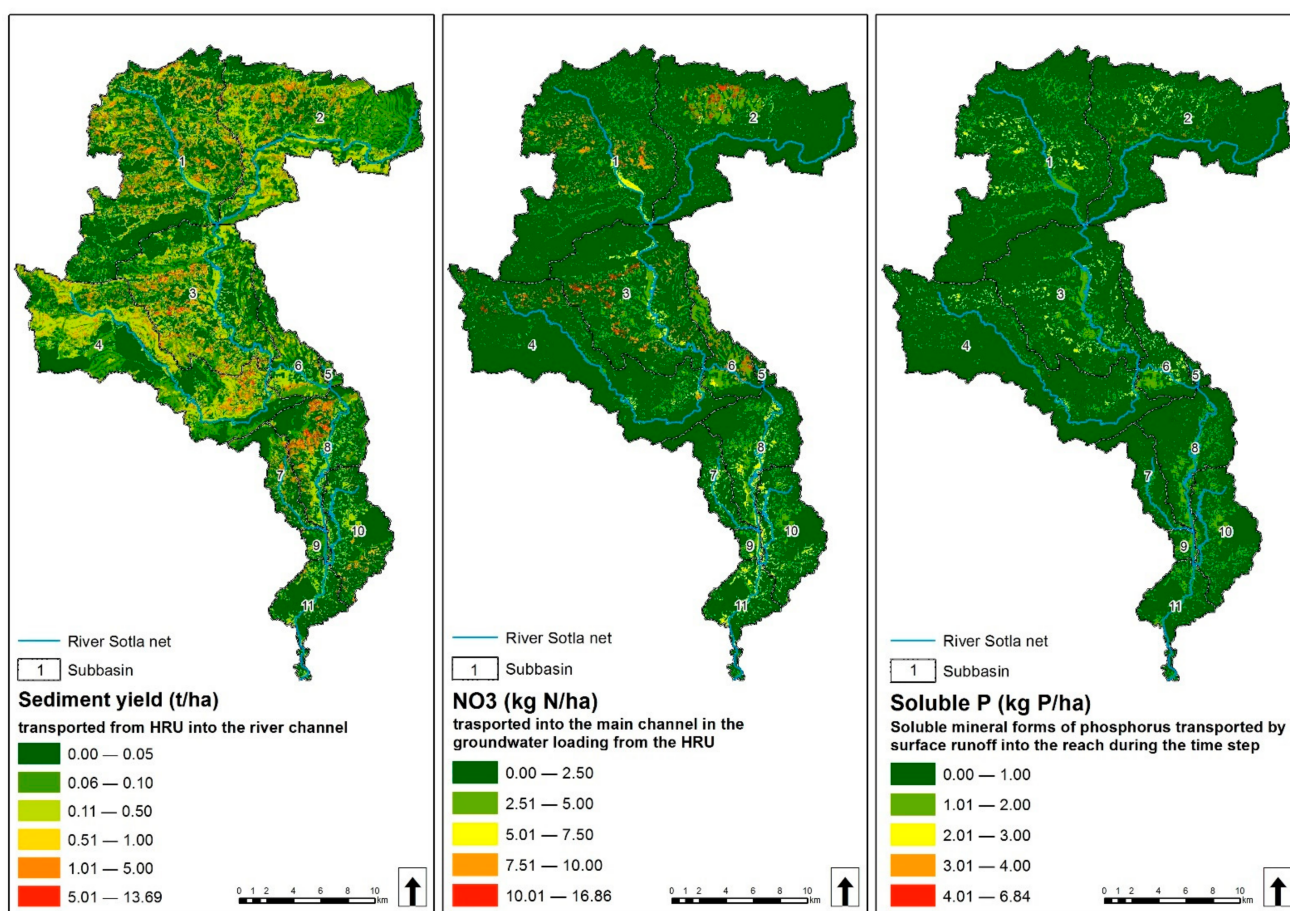 1
2
3
4
5
6
7
8
9
10
11
River Sotla net
1 Subbasin
Sediment yield (t/ha)
transported from HRU into the river channel
0.00 — 0.05
0.06 — 0.10
0.11 — 0.50
0.51 — 1.00
1.01 — 5.00
5.01 — 13.69
0 1 2 4 6 8 10
km
1
2
3
4
5
6
7
8
9
10
11
River Sotla net
1 Subbasin
NO3 (kg N/ha)
trasported into the main channel in the
groundwater loading from the HRU
0.00 — 2.50
2.51 — 5.00
5.01 — 7.50
7.51 — 10.00
10.01 — 16.86
0 1 2 4 6 8 10
km
1
2
3
4
5
6
7
8
9
10
11
River Sotla net
1 Subbasin
Soluble P (kg P/ha)
Soluble mineral forms of phosphorus transported by
surface runoff into the reach during the time step
0.00 — 1.00
1.01 — 2.00
2.01 — 3.00
3.01 — 4.00
4.01 — 6.84
0 1 2 4 6 8 10
km